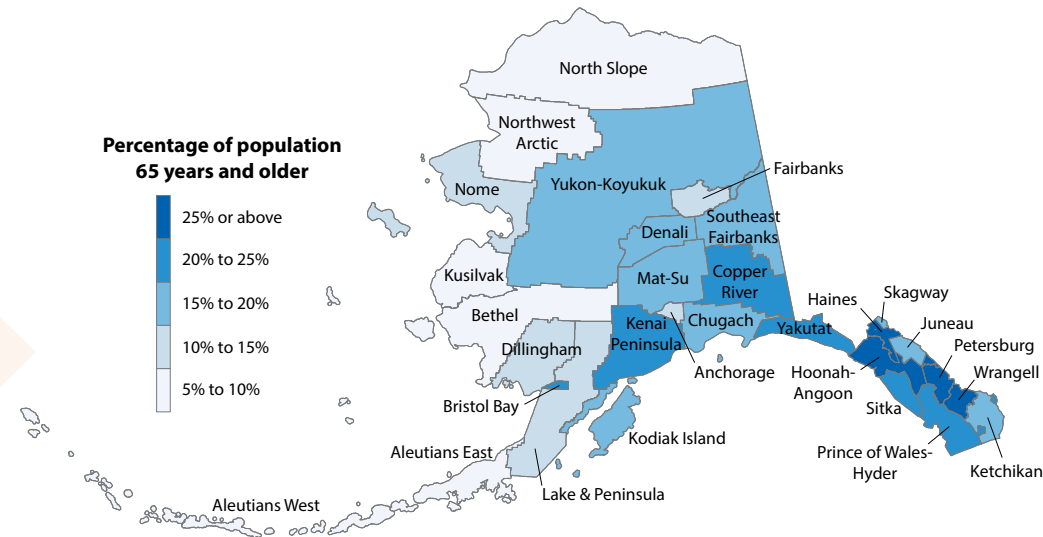 North Slope
Northwest
Arctic
Percentage of population
65 years and older
Fairbanks
Nome
Yukon-Koyukuk
25% or above
Southeast
Fairbanks
Denali
20% to 25%
Kusilvak
Mat-Su
Copper
River
15% to 20%
Skagway
Haines
Bethel
Kenai
Peninsula
Chugach
Yakutat
Juneau
10% to 15%
Dillingham
Petersburg
Anchorage
Hoonah-
Angoon
Wrangell
5% to 10%
Bristol Bay
Sitka
Kodiak Island
Aleutians East
Prince of Wales-
Hyder
Ketchikan
Lake & Peninsula
Aleutians West